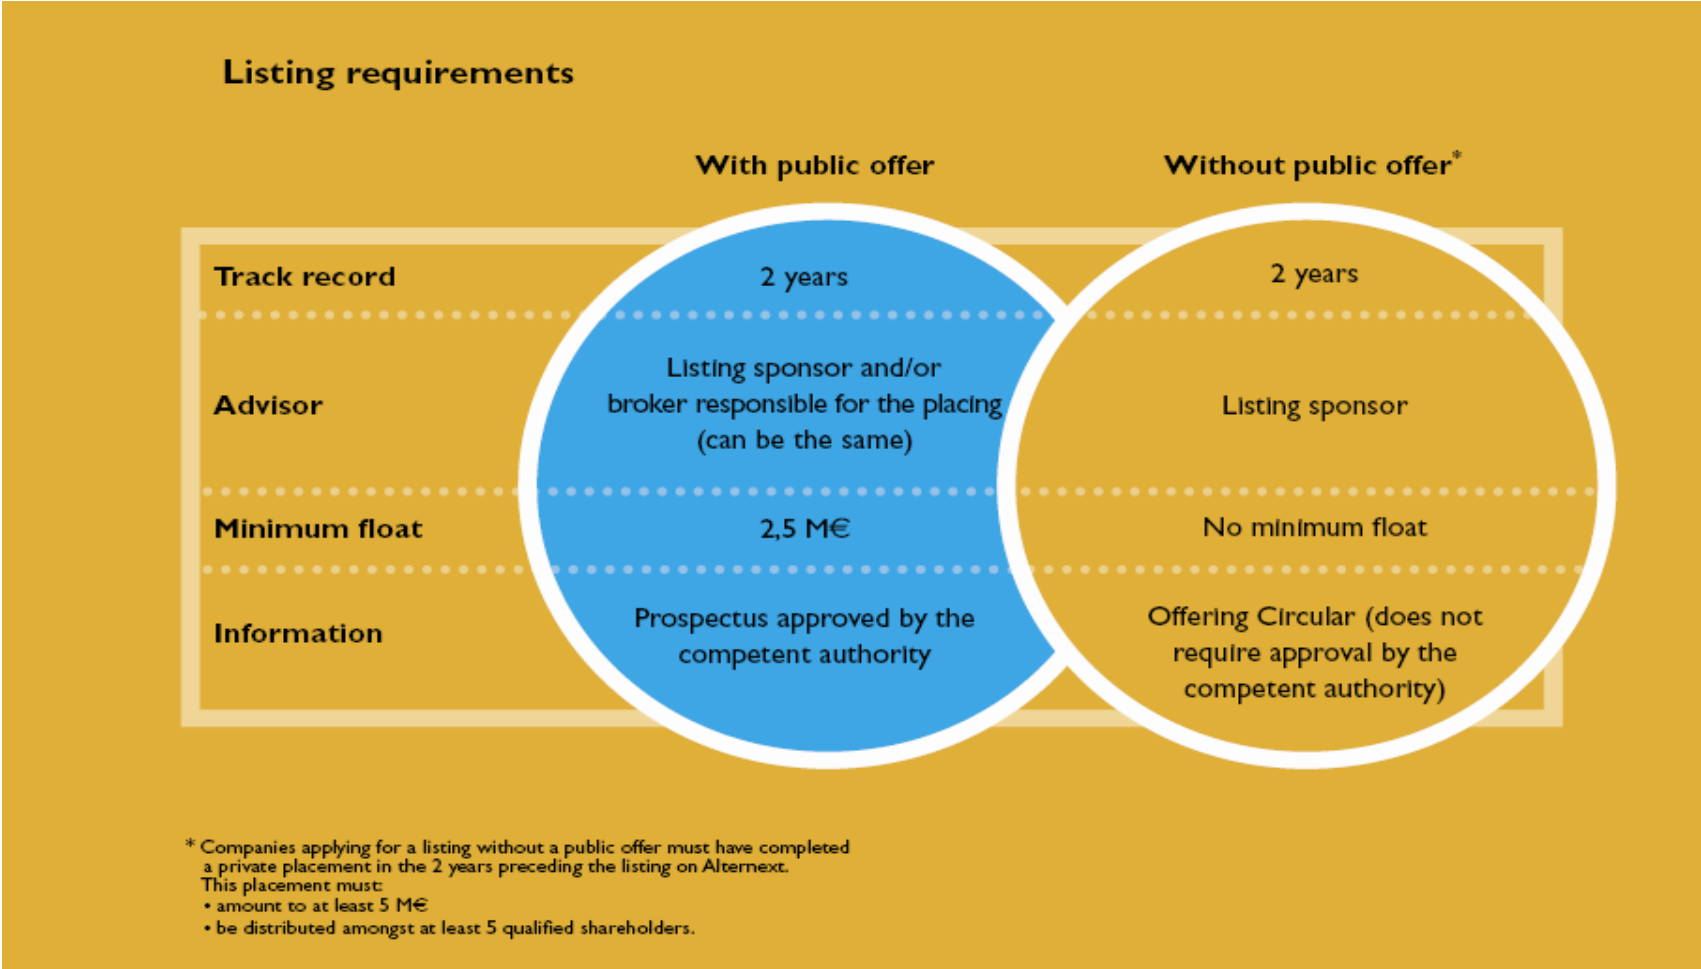 Listing requirements
With public offer
Without public offer*
Track record
2 years
2 years
Advisor
Listing sponsor and/or
broker responsible for the placing
(can be the same)
Listing sponsor
Minimum float
2,5 M€
No minimum float
Information
Prospectus approved by the
competent authority
Offering Circular (does not
require approval by the
competent authority)
* Companies applying for a listing without a public offer must have completed
a private placement in the 2 years preceding the listing on Alternext.
This placement must:
• amount to at least 5 M€
• be distributed amongst at least 5 qualified shareholders.